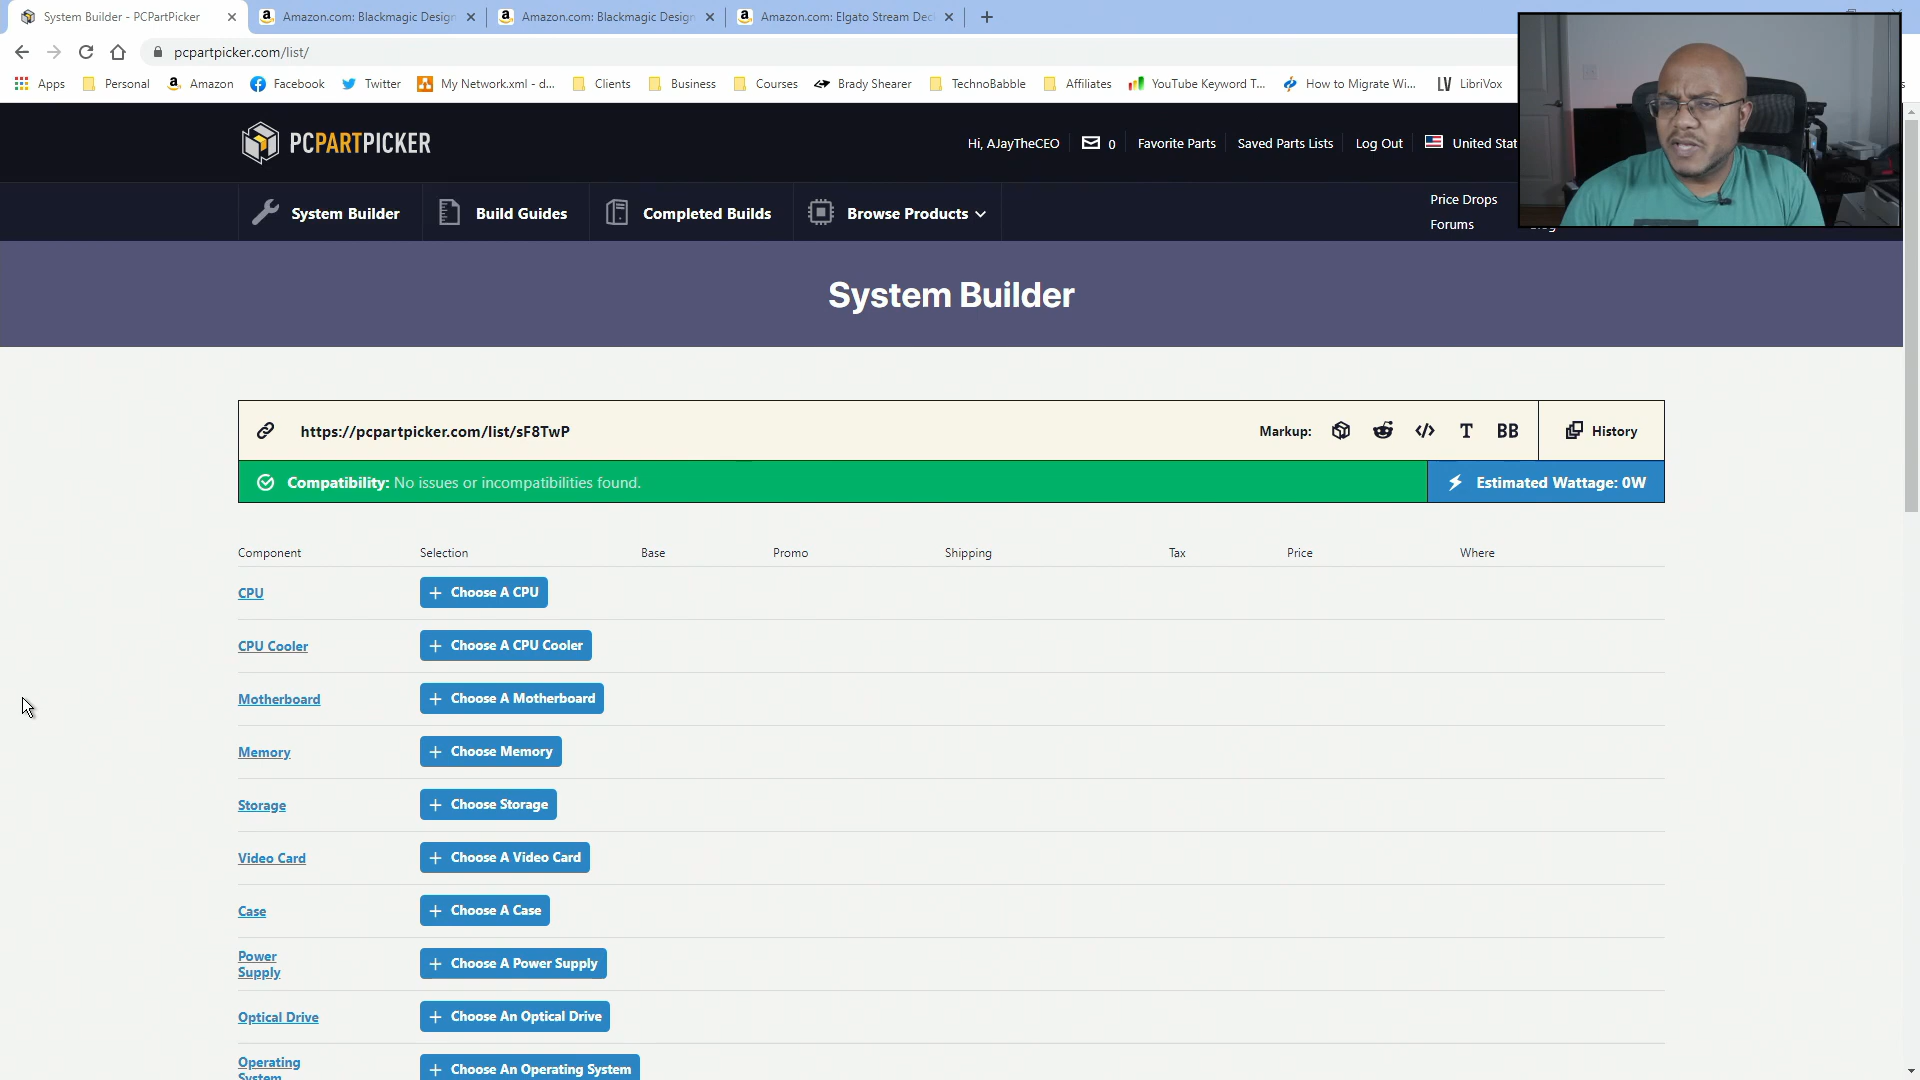 System Builder - PCPartPicker
Amazon.com: Blackmagic Design
Amazon.com: Blackmagic Design
Amazon.com: Elgato Stream Dec
pcpartpicker.com/list/
Apps Personal Amazon Facebook Twitter My Network.xml - d... Clients Business Courses Brady Shearer TechnoBabble Affiliates YouTube Keyword T... How to Migrate Wi... LibriVox
PCPARTPICKER
Hi, AJayTheCEO 0 Favorite Parts Saved Parts Lists Log Out United Stat
System Builder Build Guides Completed Builds Browse Products
Price Drops
Forums
System Builder
https://pcpartpicker.com/list/sF8TwP Markup: T BB History
Compatibility: No issues or incompatibilities found. Estimated Wattage: 0W
Component Selection Base Promo Shipping Tax Price Where
CPU + Choose A CPU
CPU Cooler + Choose A CPU Cooler
Motherboard + Choose A Motherboard
Memory + Choose Memory
Storage + Choose Storage
Video Card + Choose A Video Card
Case + Choose A Case
Power
Supply + Choose A Power Supply
Optical Drive + Choose An Optical Drive
Operating
System + Choose An Operating System